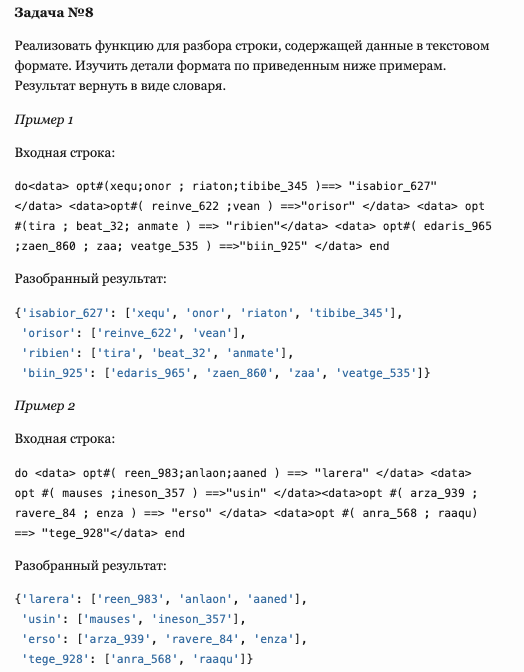 Задача №8
Реализовать функцию для разбора строки, содержащей данные в текстовом
формате. Изучить детали формата по приведенным ниже примерам.
Результат вернуть в виде словаря.
Пример 1
Входная строка:
do<data> opt#(xequ;onor ; riaton;tibibe_345 )==> "isabior_627"
</data> <data>opt#( reinve_622 ;vean ) ==>"orisor" </data> <data> opt
#(tira ; beat_32; anmate ) ==> "ribien"</data> <data> opt#( edaris_965
;zaen_860 ; zaa; veatge_535 ) ==>"biin_925" </data> end
Разобранный результат:
{'isabior_627': ['xequ', 'onor', 'riaton', 'tibibe_345'],
'orisor': ['reinve_622', 'vean'],
'ribien': ['tira', 'beat_32', 'anmate'],
'biin_925': ['edaris_965', 'zaen_860', 'zaa', 'veatge_535']}
Пример 2
Входная строка:
do <data> opt#( reen_983;anlaon;aaned ) ==> "larera" </data> <data>
opt #( mauses ;ineson_357 ) ==>"usin" </data><data>opt #( arza_939 ;
ravere_84 ; enza ) ==> "erso" </data> <data>opt #( anra_568 ; raaqu)
==> "tege_928"</data> end
Разобранный результат:
{'larera': ['reen_983', 'anlaon', 'aaned'],
'usin': ['mauses', 'ineson_357'],
'erso': ['arza_939', 'ravere_84', 'enza'],
'tege_928': ['anra_568', 'raaqu']}